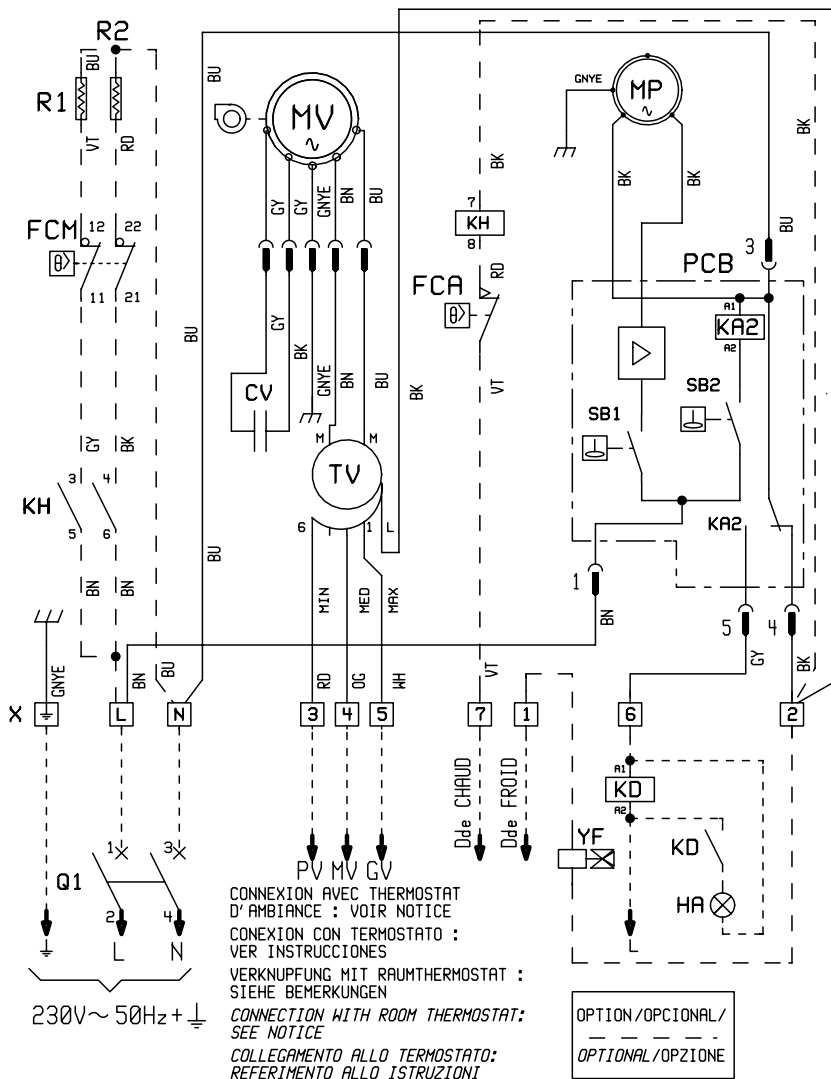 R2
BU
R1
VT
RD
FCM
12
22
θ>
11
21
GY
BK
3
4
KH
5
6
BN
BN
GNYE
BN
BU
X
L
N
1
3
Q1
2
4
L
N
230V~ 50Hz+
BU
BU
BU
MV
~
GY
GY
GNYE
BN
BU
GY
BK
GNYE
BN
BU
BK
CV
M
M
TV
6
1
L
MIN
MED
MAX
RD
OG
WH
3
4
5
PV MV GV
BK
7
KH
8
RD
FCA
θ>
VT
VT
7
1
Dde CHAUD
Dde FROID
GNYE
MP
~
BK
BK
BK
BU
3
PCB
A1
KA2
A2
SB1
SB2
KA2
1
BN
5
4
GY
BK
6
2
A1
KD
A2
YF
KD
HA
L
CONNEXION AVEC THERMOSTAT
D'AMBIANCE : VOIR NOTICE
CONEXION CON TERMOSTATO :
VER INSTRUCCIONES
VERKNUPFUNG MIT RAUMTHERMOSTAT :
SIEHE BEMERKUNGEN
CONNECTION WITH ROOM THERMOSTAT:
SEE NOTICE
COLLEGAMENTO ALLO TERMOSTATO:
REFERIMENTO ALLO ISTRUZIONI
OPTION/OPCIONAL/
OPTIONAL/OPZIONE